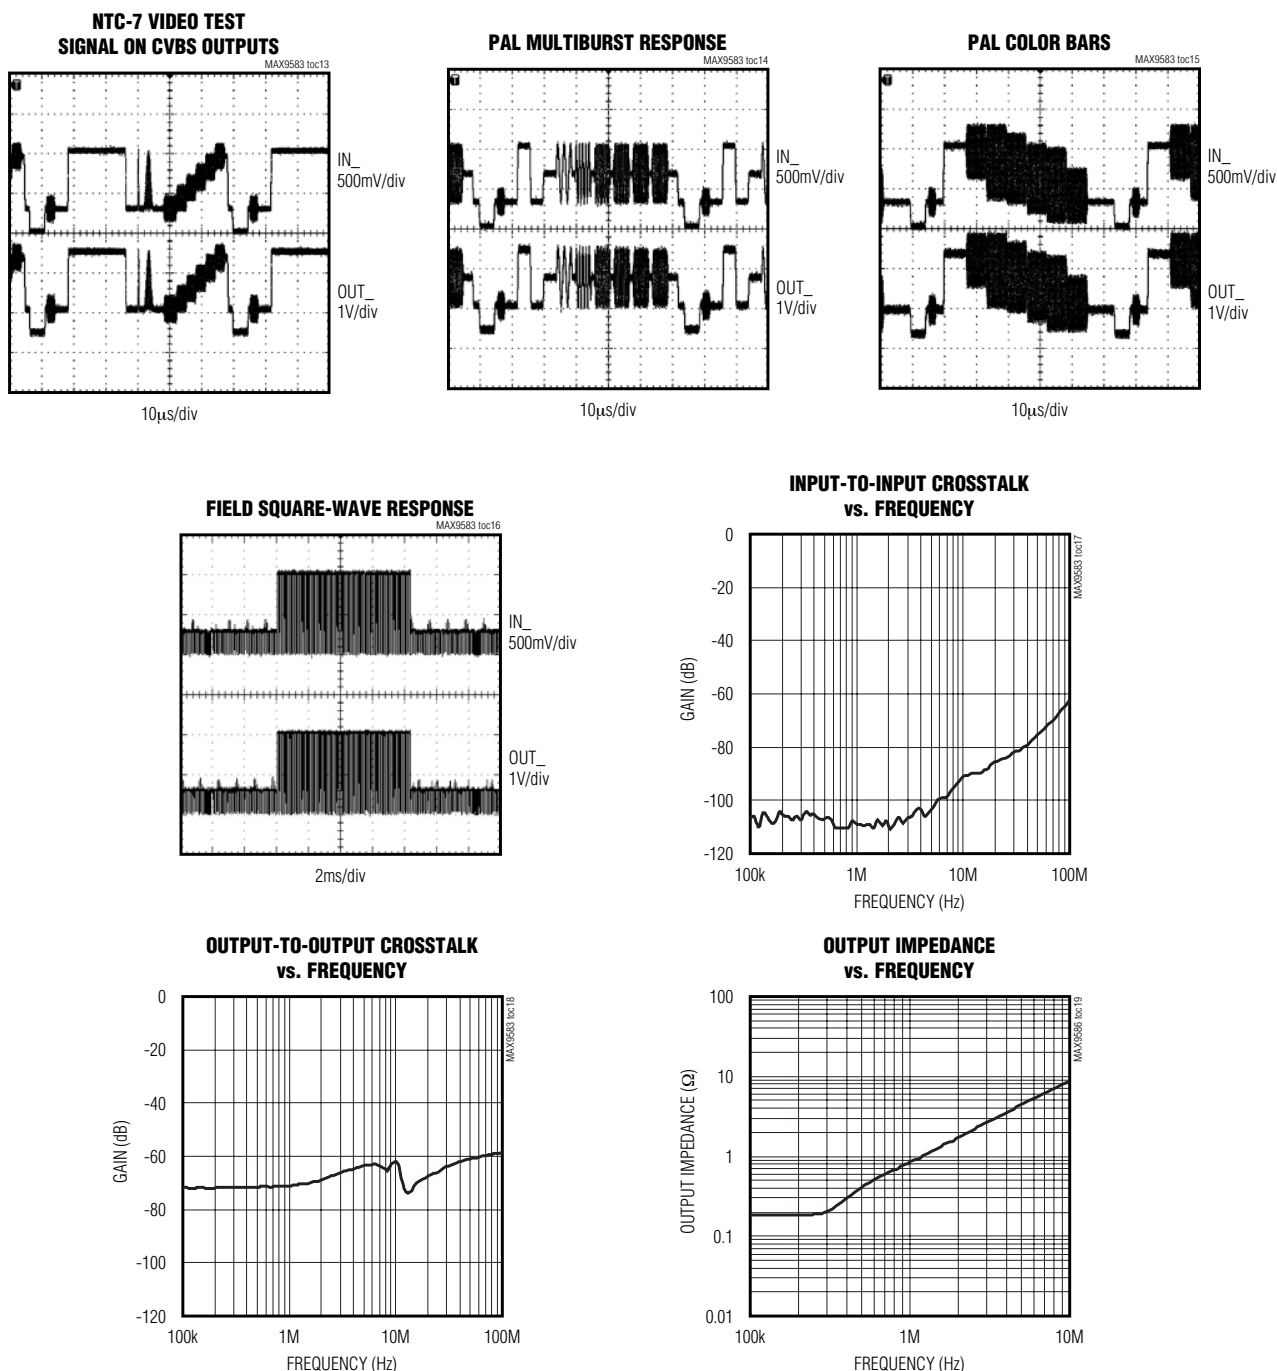 NTC-7 VIDEO TEST
SIGNAL ON CVBS OUTPUTS
MAX9583 toc13
IN_
500mV/div
OUT_
1V/div
10µs/div
PAL MULTIBURST RESPONSE
MAX9583 toc14
IN_
500mV/div
OUT_
1V/div
10µs/div
PAL COLOR BARS
MAX9583 toc15
IN_
500mV/div
OUT_
1V/div
10µs/div
FIELD SQUARE-WAVE RESPONSE
MAX9583 toc16
IN_
500mV/div
OUT_
1V/div
2ms/div
INPUT-TO-INPUT CROSSTALK
vs. FREQUENCY
MAX9583 toc17
GAIN (dB)
0
-20
-40
-60
-80
-100
-120
100k 1M 10M 100M
FREQUENCY (Hz)
OUTPUT-TO-OUTPUT CROSSTALK
vs. FREQUENCY
MAX9583 toc18
GAIN (dB)
0
-20
-40
-60
-80
-100
-120
100k 1M 10M 100M
FREQUENCY (Hz)
OUTPUT IMPEDANCE
vs. FREQUENCY
MAX9586 toc19
OUTPUT IMPEDANCE (Ω)
100
10
1
0.1
0.01
100k 1M 10M
FREQUENCY (Hz)